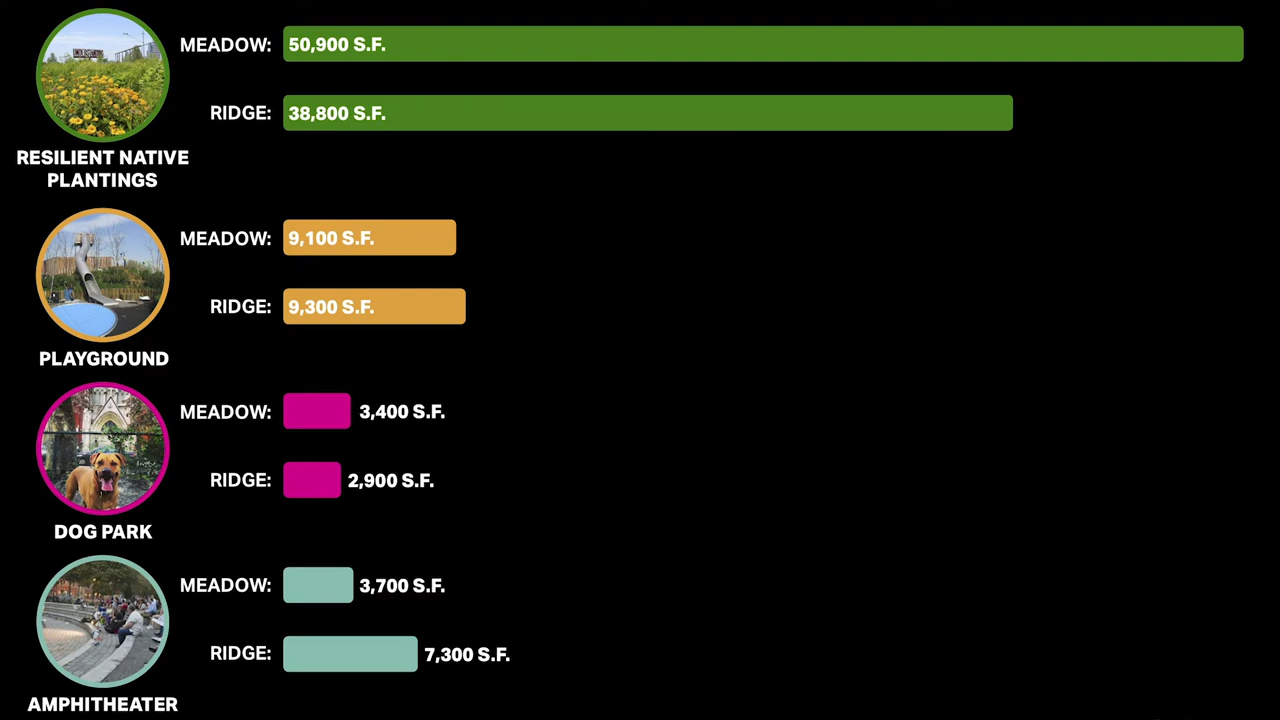 MEADOW: 50,900 S.F.
RIDGE: 38,800 S.F.
RESILIENT NATIVE
PLANTINGS
MEADOW: 9,100 S.F.
RIDGE: 9,300 S.F.
PLAYGROUND
MEADOW: 3,400 S.F.
RIDGE: 2,900 S.F.
DOG PARK
MEADOW: 3,700 S.F.
RIDGE: 7,300 S.F.
AMPHITHEATER